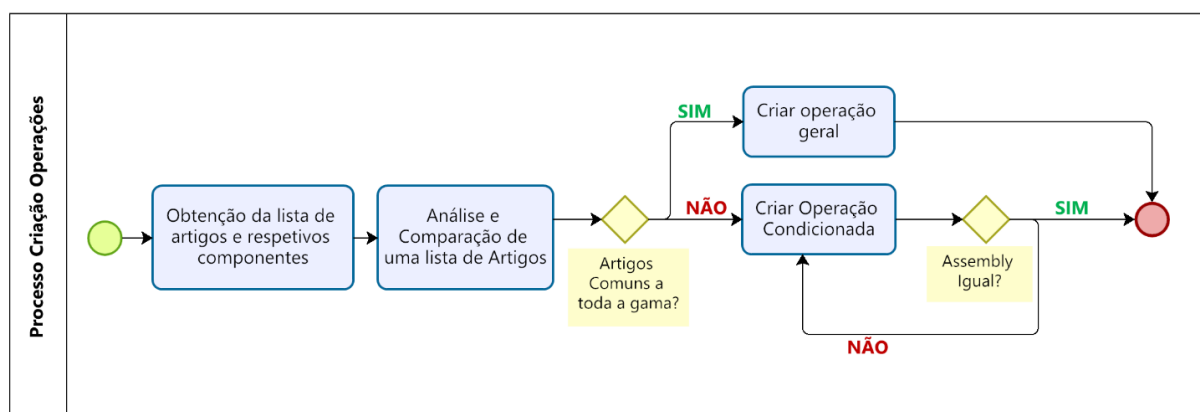 Processo Criação Operações
Obtenção da lista de
artigos e respetivos
componentes
Análise e
Comparação de
uma lista de Artigos
Artigos
Comuns a
toda a gama?
SIM
Criar operação
geral
NÃO
Criar Operação
Condicionada
Assembly
Igual?
SIM
NÃO